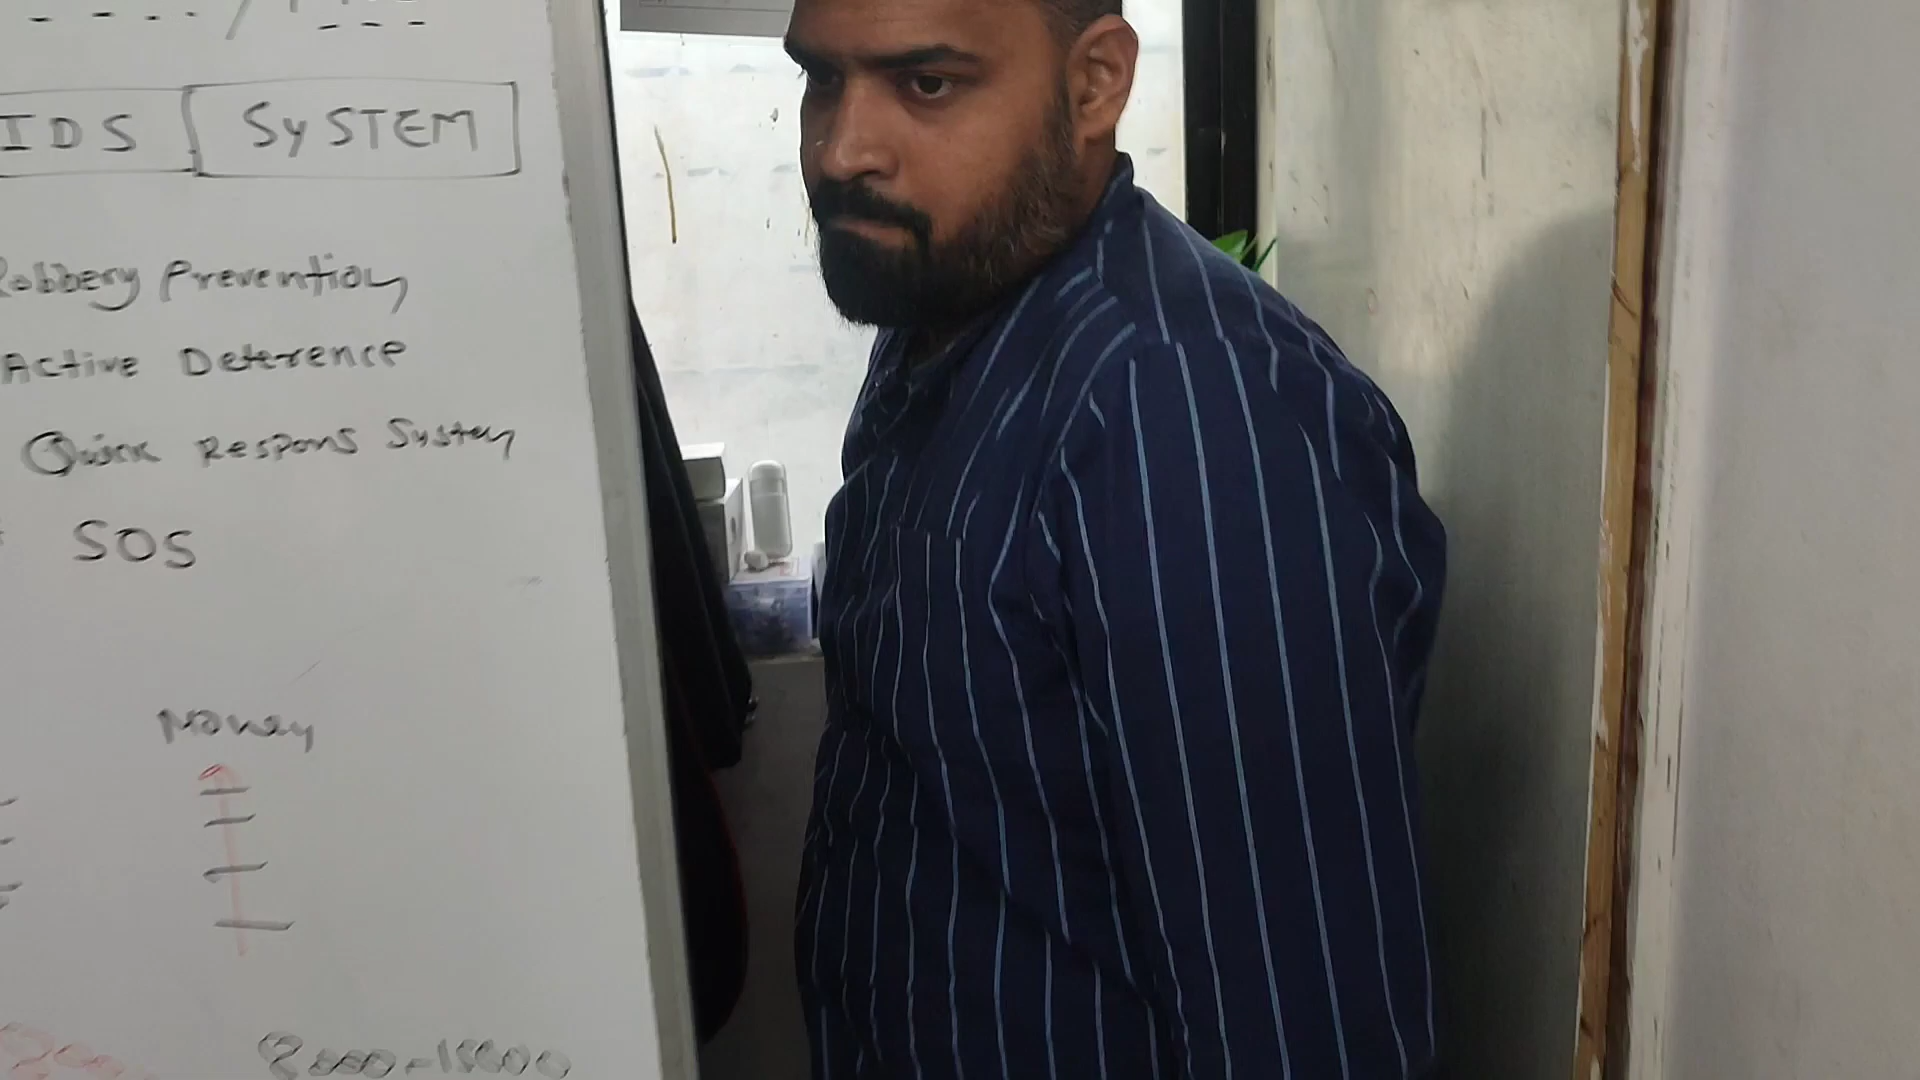 IDS SYSTEM
Robbery Prevention
Active Deterence
Quick Respons System
SOS
Money
8000-15000